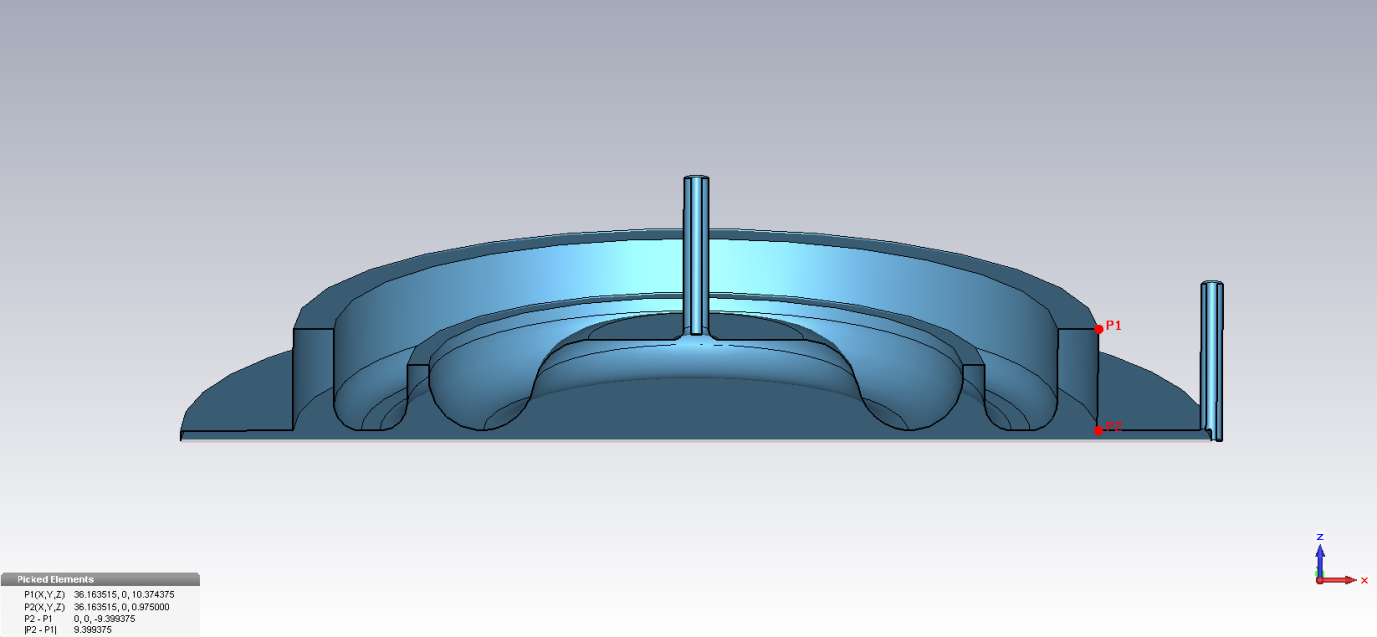 P1
P2
z
x
Picked Elements
P1(X,Y,Z) 36.163515, 0, 10.374375
P2(X,Y,Z) 36.163515, 0, 0.975000
P2 - P1 0, 0, -9.399375
|P2 - P1| 9.399375